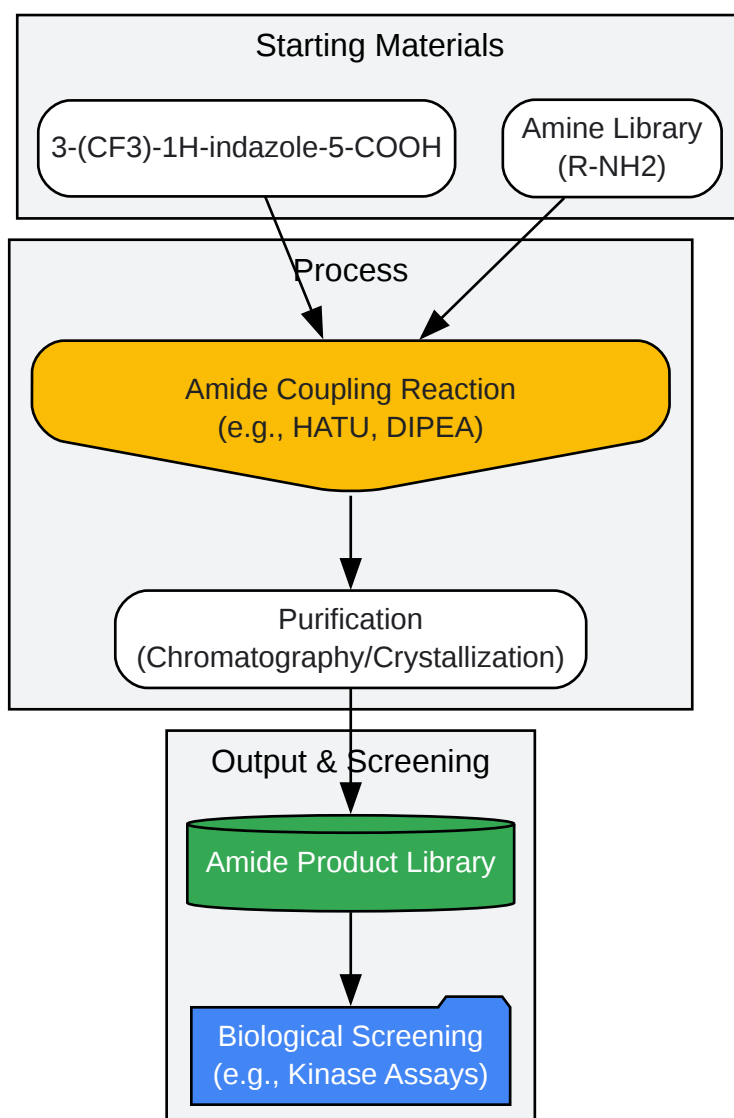 Starting Materials
3-(CF3)-1H-indazole-5-COOH
Amine Library
(R-NH2)
Process
Amide Coupling Reaction
(e.g., HATU, DIPEA)
Purification
(Chromatography/Crystallization)
Output & Screening
Amide Product Library
Biological Screening
(e.g., Kinase Assays)